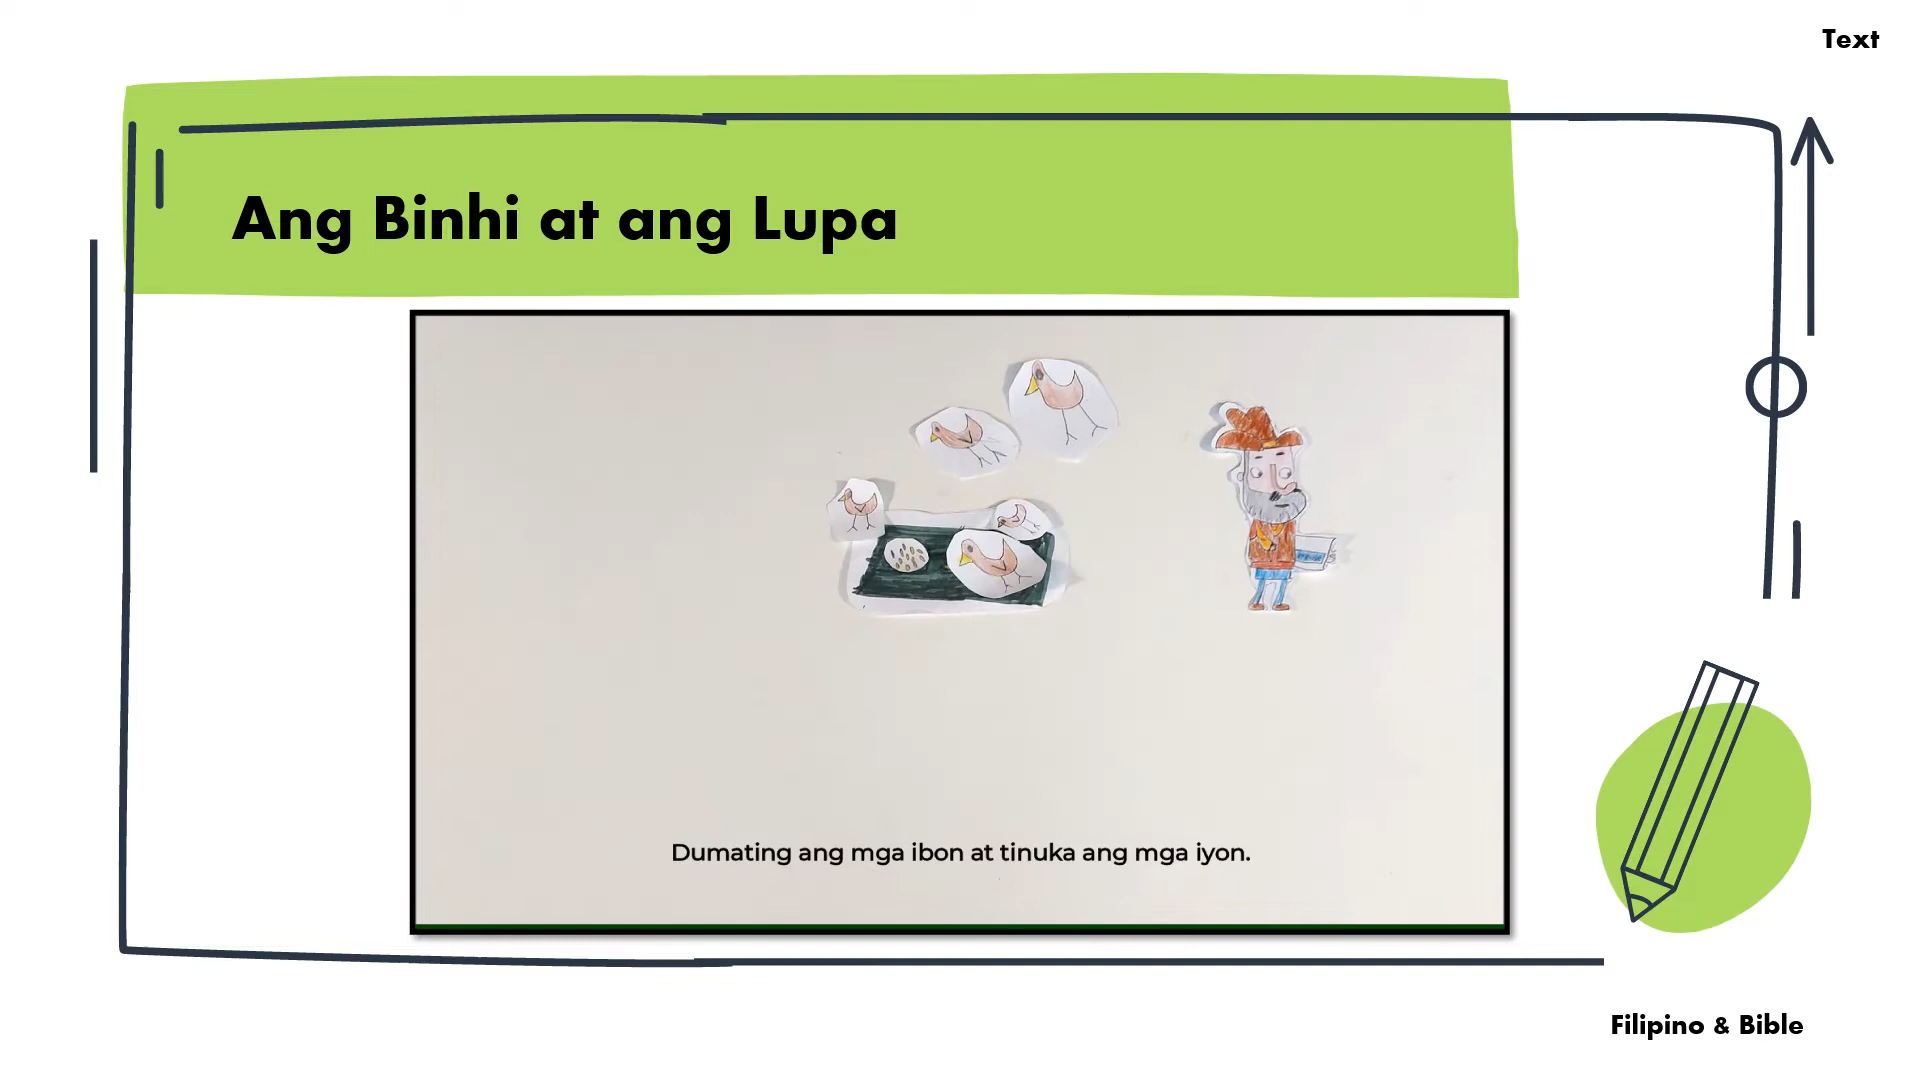 Text
Ang Binhi at ang Lupa
Dumating ang mga ibon at tinuka ang mga iyon.
Filipino & Bible